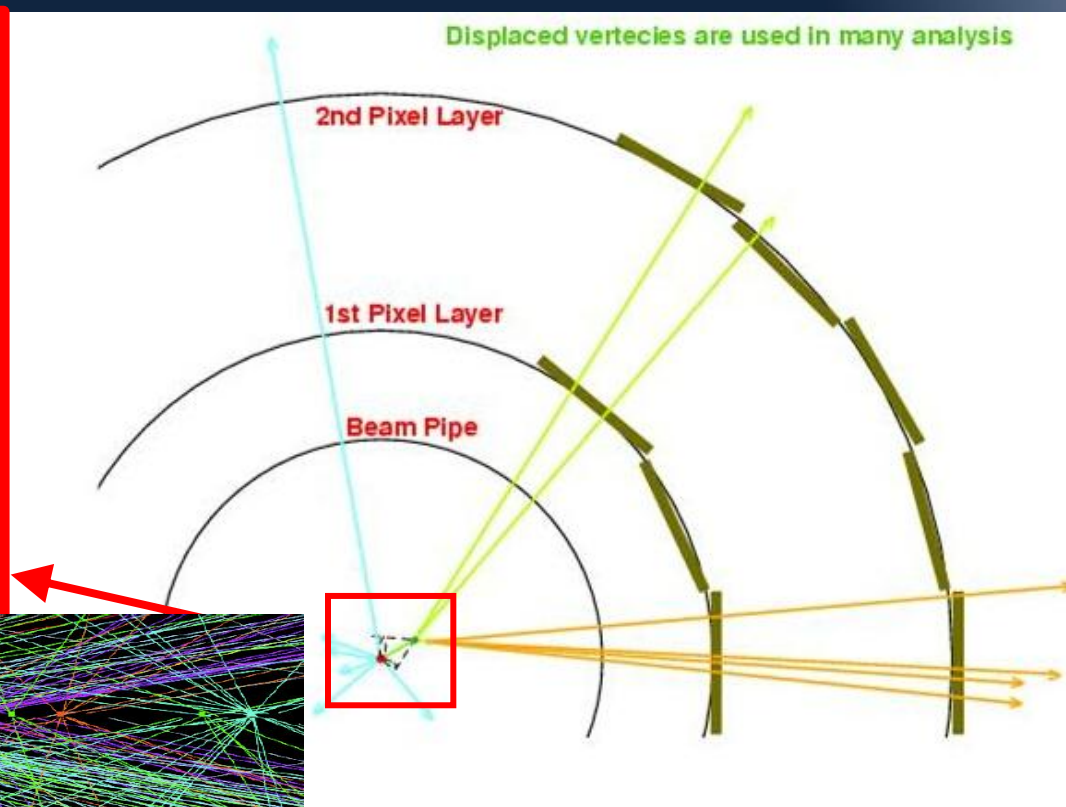 Displaced vertecies are used in many analysis
2nd Pixel Layer
1st Pixel Layer
Beam Pipe